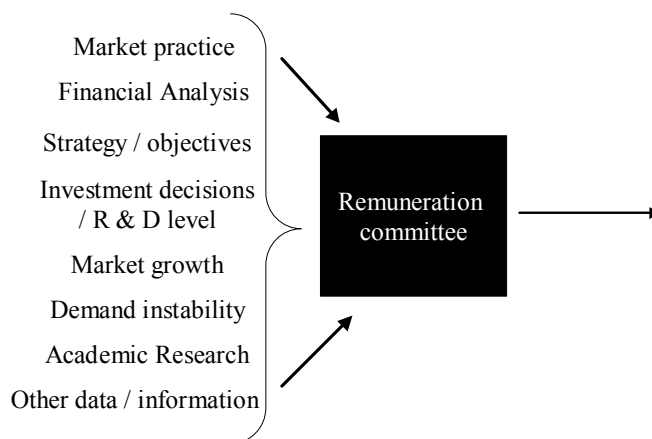 Market practice
Financial Analysis
Strategy / objectives
Investment decisions
/ R & D level
Market growth
Demand instability
Academic Research
Other data / information
Remuneration
committee